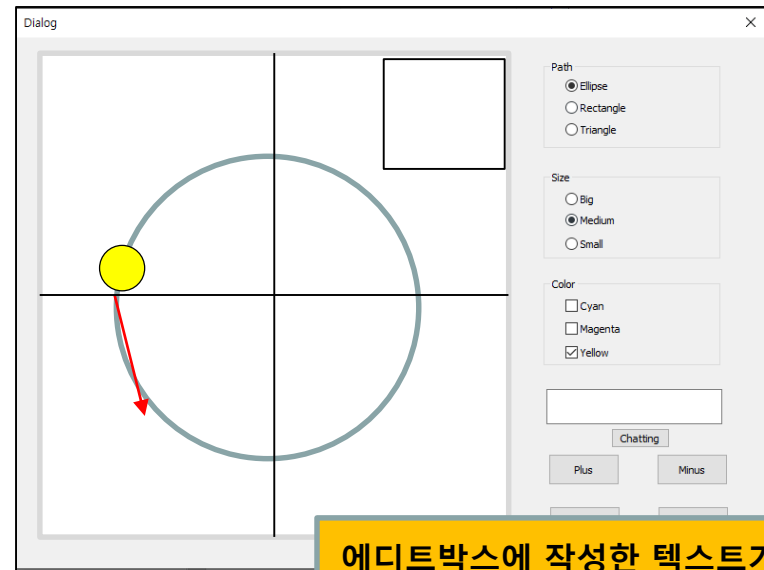 Dialog
Path
Ellipse
Rectangle
Triangle
Size
Big
Medium
Small
Color
Cyan
Magenta
Yellow
Chatting
Plus
Minus
에디트박스에 작성한 텍스트가